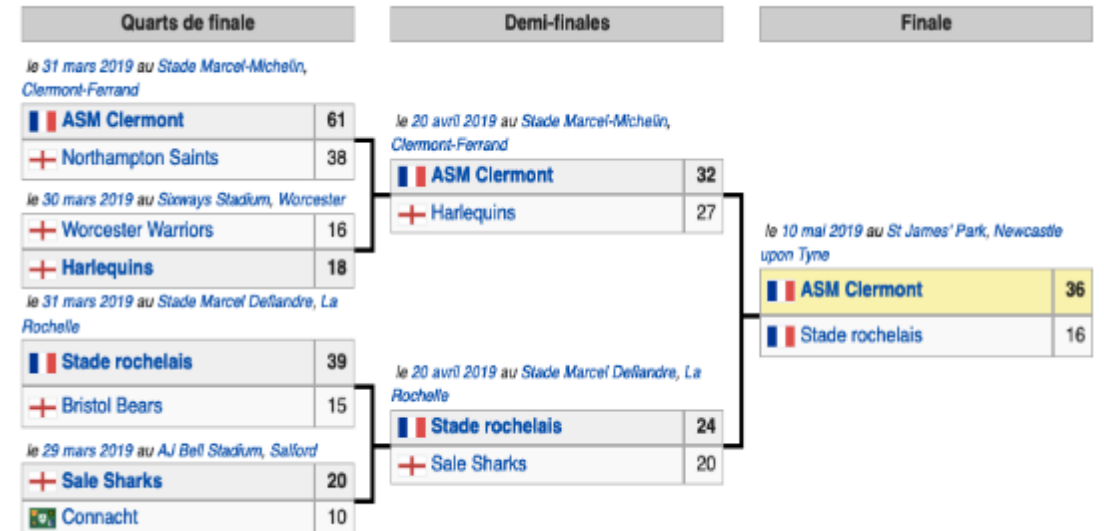 Quarts de finale
Demi-finales
Finale
le 31 mars 2019 au Stade Marcel-Michelin,
Clermont-Ferrand
ASM Clermont 61
Northampton Saints 38
le 30 mars 2019 au Sixways Stadium, Worcester
Worcester Warriors 16
Harlequins 18
le 31 mars 2019 au Stade Marcel Deflandre, La
Rochelle
Stade rochelais 39
Bristol Bears 15
le 29 mars 2019 au AJ Bell Stadium, Salford
Sale Sharks 20
Connacht 10
le 20 avril 2019 au Stade Marcel-Michelin,
Clermont-Ferrand
ASM Clermont 32
Harlequins 27
le 20 avril 2019 au Stade Marcel Deflandre, La
Rochelle
Stade rochelais 24
Sale Sharks 20
le 10 mai 2019 au St James' Park, Newcastle
upon Tyne
ASM Clermont 36
Stade rochelais 16